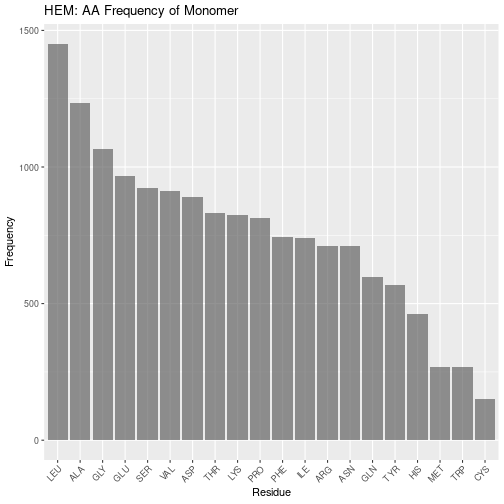 HEM: AA Frequency of Monomer
1500
1000
500
0
Frequency
LEU ALA GLY GLU SER VAL ASP THR LYS PRO PHE ILE ARG ASN GLN TYR HIS MET TRP CYS
Residue